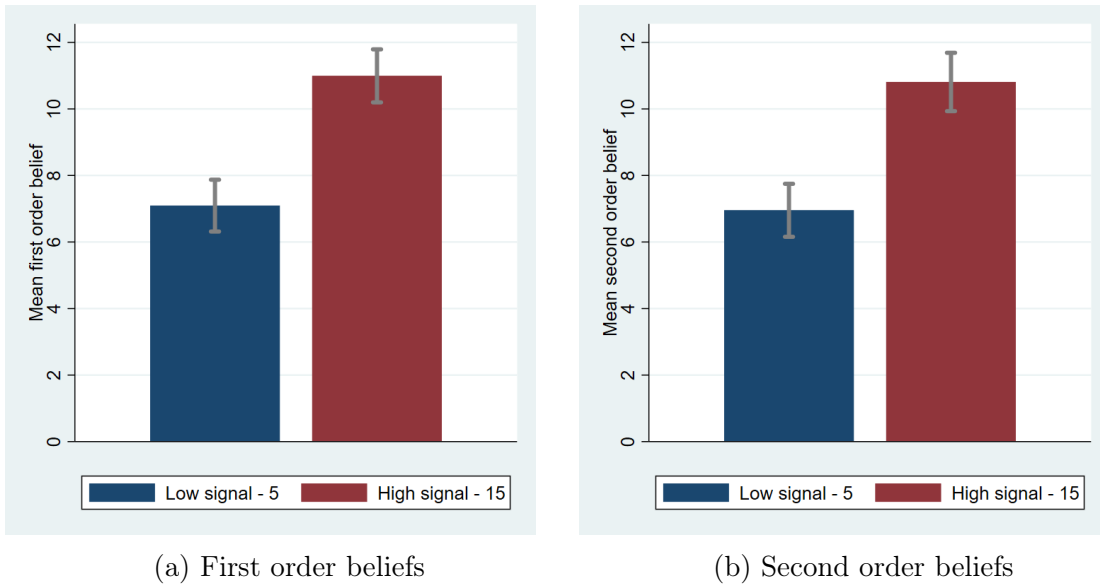 Mean first order belief
12
10
8
6
4
2
0
Low signal - 5 High signal - 15
(a) First order beliefs
Mean second order belief
12
10
8
6
4
2
0
Low signal - 5 High signal - 15
(b) Second order beliefs